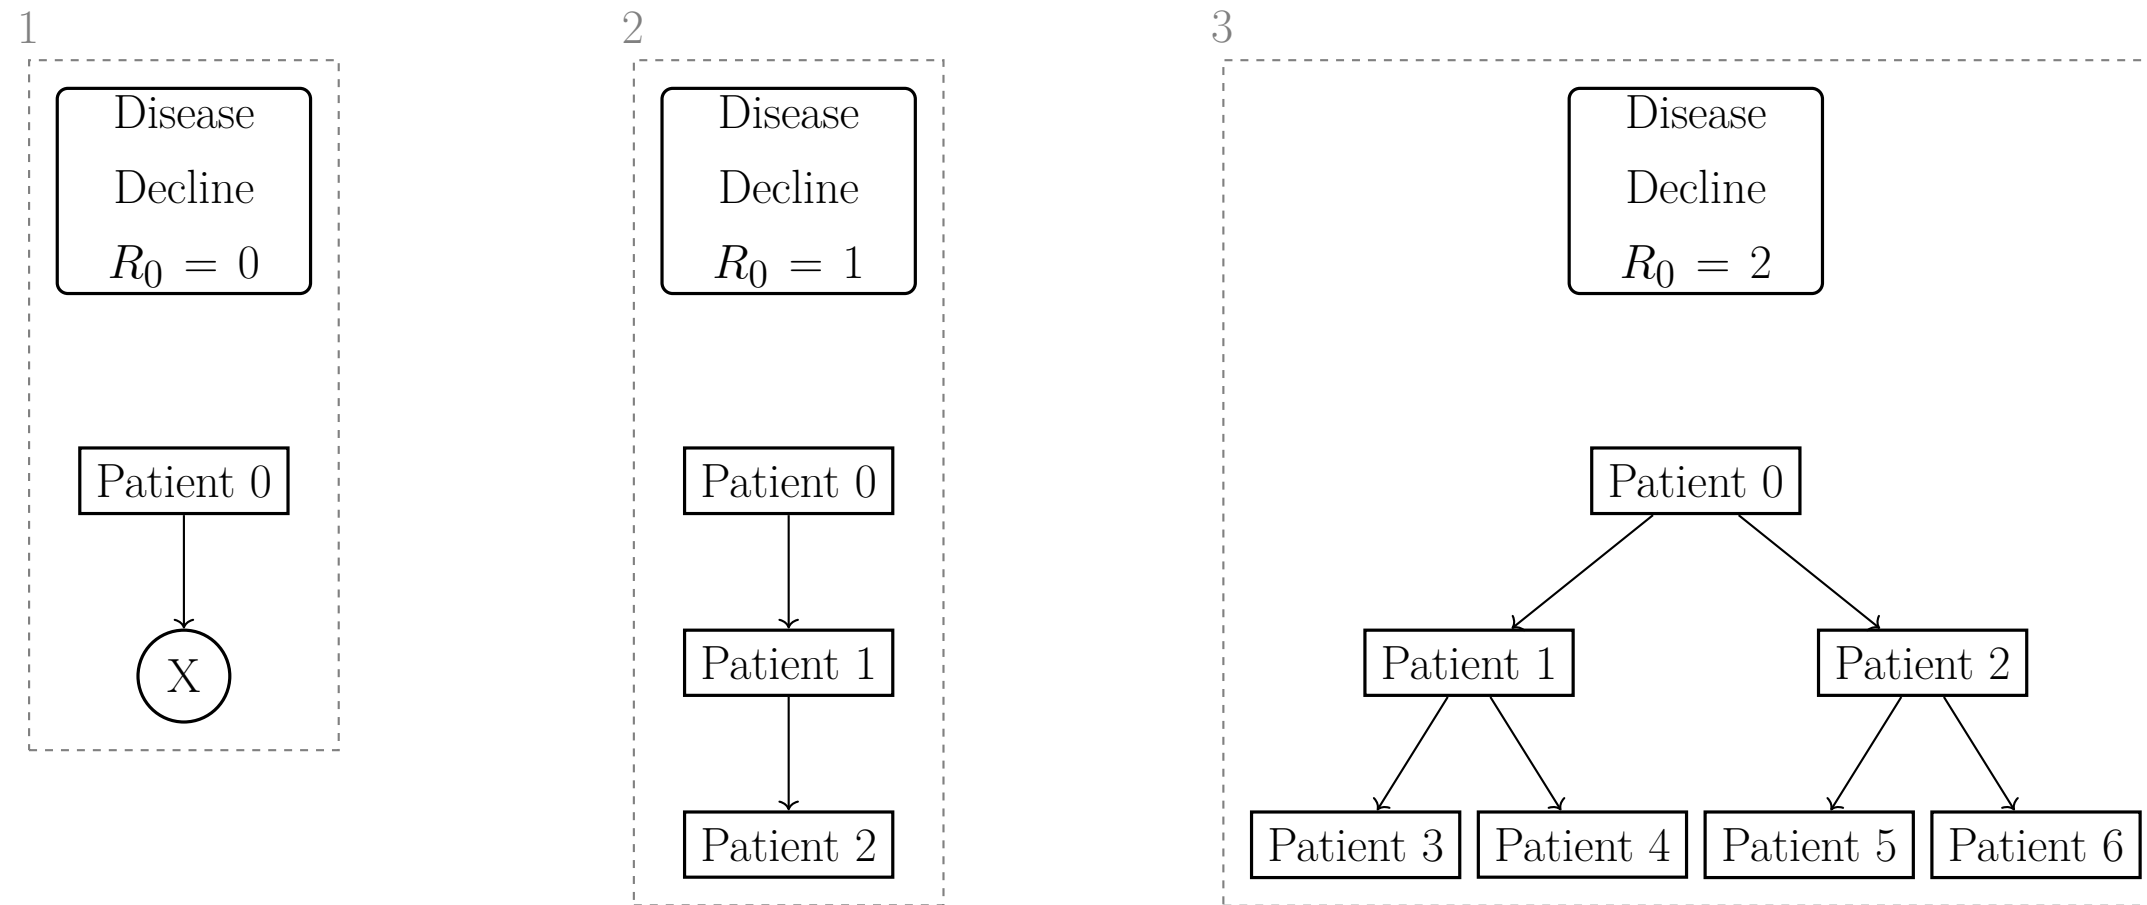 1
Disease
Decline
R₀ = 0
Patient 0
X
2
Disease
Decline
R₀ = 1
Patient 0
Patient 1
Patient 2
3
Disease
Decline
R₀ = 2
Patient 0
Patient 1
Patient 2
Patient 3
Patient 4
Patient 5
Patient 6